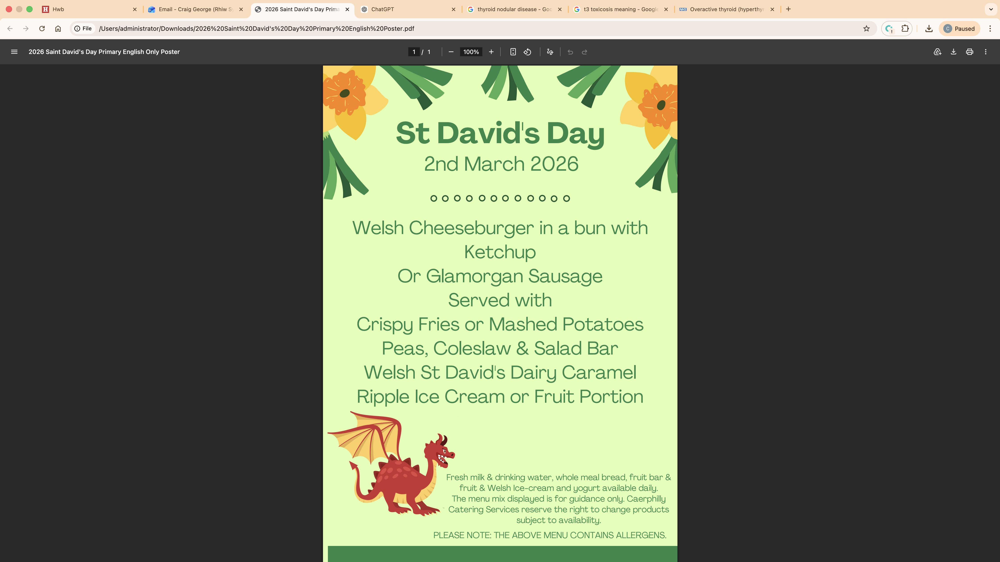 Hwb
Email - Craig George (Rhiw Sy
2026 Saint David's Day Prima
ChatGPT
thyroid nodular disease - Goo
t3 toxicosis meaning - Google
NHS
Overactive thyroid (hyperthyr
File
/Users/administrator/Downloads/2026%20Saint%20David's%20Day%20Primary%20English%20Poster.pdf
C
Paused
2026 Saint David's Day Primary English Only Poster
1 / 1
100%
St David's Day
2nd March 2026
Welsh Cheeseburger in a bun with
Ketchup
Or Glamorgan Sausage
Served with
Crispy Fries or Mashed Potatoes
Peas, Coleslaw & Salad Bar
Welsh St David's Dairy Caramel
Ripple Ice Cream or Fruit Portion
Fresh milk & drinking water, whole meal bread, fruit bar &
fruit & Welsh Ice-cream and yogurt available daily.
The menu mix displayed is for guidance only. Caerphilly
Catering Services reserve the right to change products
subject to availability.
PLEASE NOTE: THE ABOVE MENU CONTAINS ALLERGENS.